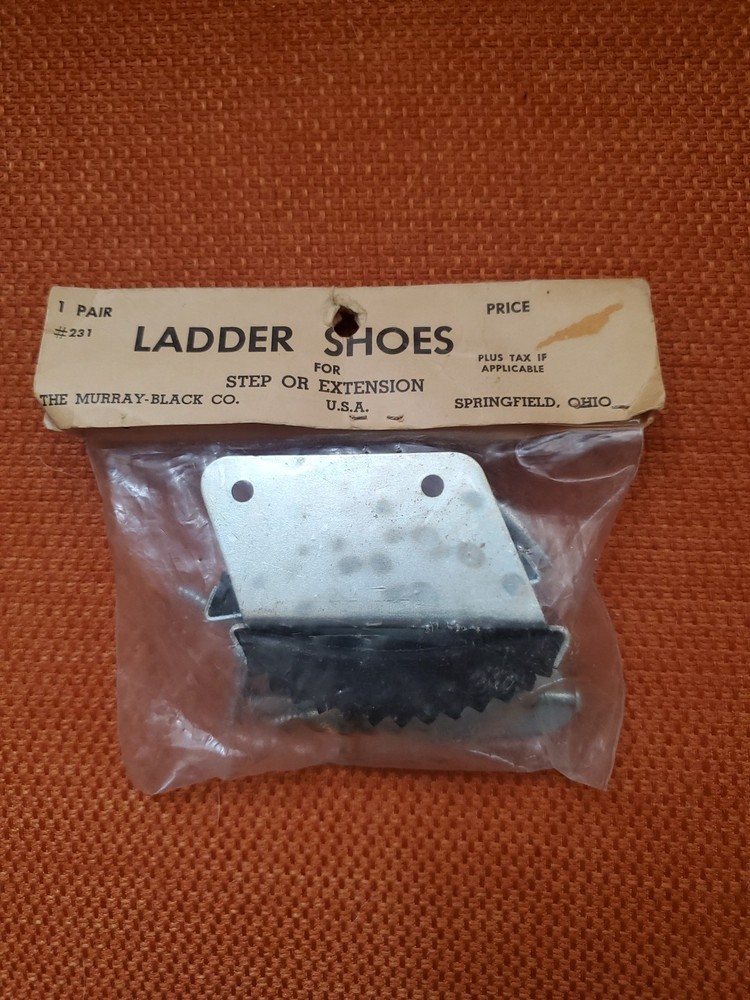 1 PAIR
#231
LADDER SHOES
PRICE
FOR
STEP OR EXTENSION
PLUS TAX IF
APPLICABLE
THE MURRAY-BLACK CO.
U.S.A.
SPRINGFIELD, OHIO